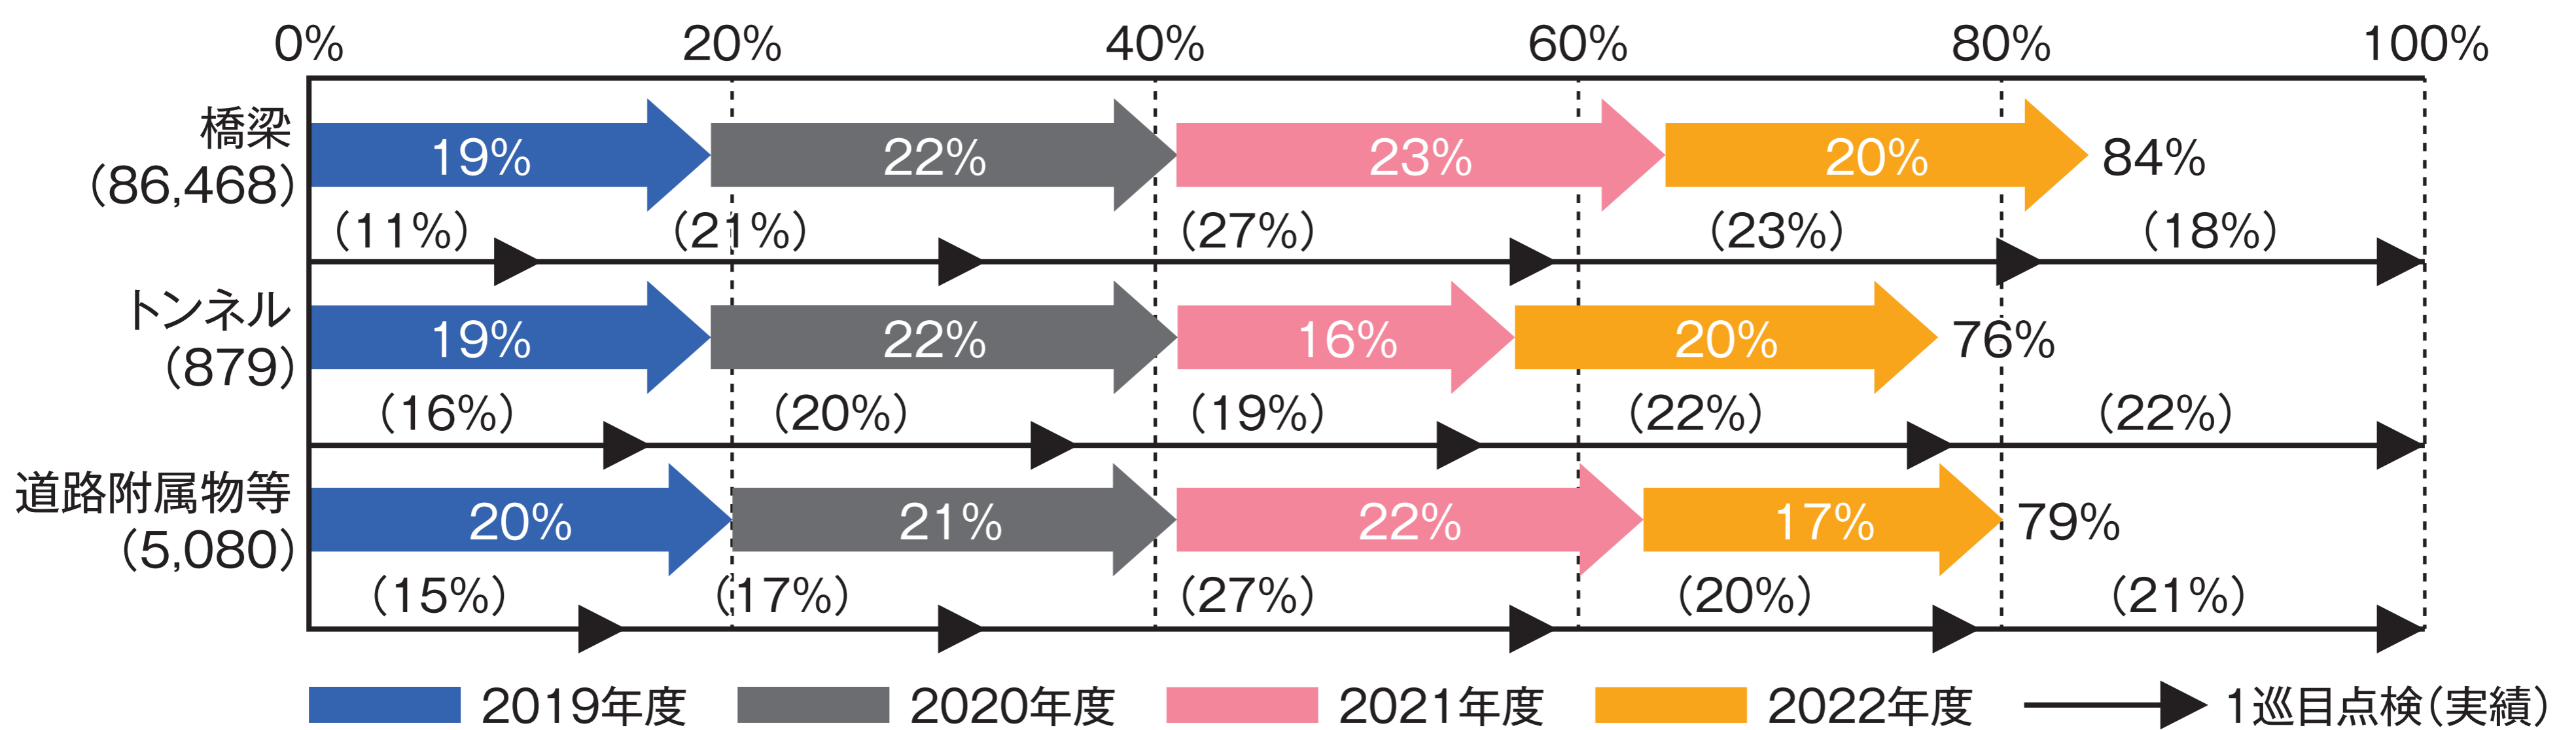 0% 20% 40% 60% 80% 100%
橋梁
（86,468）
19% 22% 23% 20% 84%
（11%） （21%） （27%） （23%） （18%）
トンネル
（879）
19% 22% 16% 20% 76%
（16%） （20%） （19%） （22%） （22%）
道路附属物等
（5,080）
20% 21% 22% 17% 79%
（15%） （17%） （27%） （20%） （21%）
2019年度 2020年度 2021年度 2022年度 1巡目点検（実績）